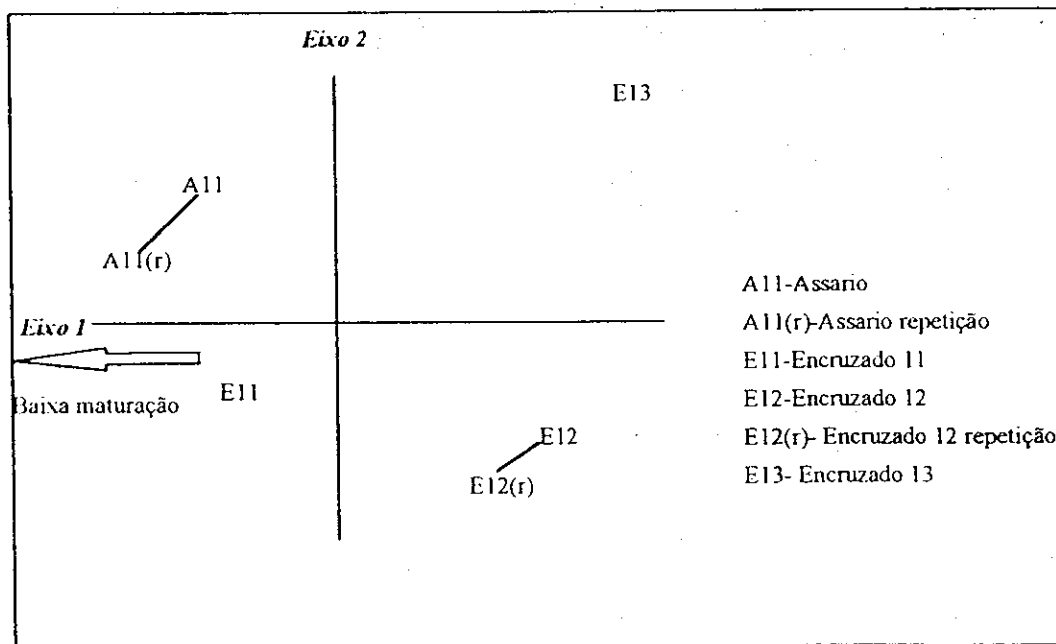 Eixo 2
E13
A11
A11(r)
Eixo 1
E11
Baixa maturação
E12
E12(r)
A11-Assario
A11(r)-Assario repetição
E11-Encruzado 11
E12-Encruzado 12
E12(r)- Encruzado 12 repetição
E13- Encruzado 13